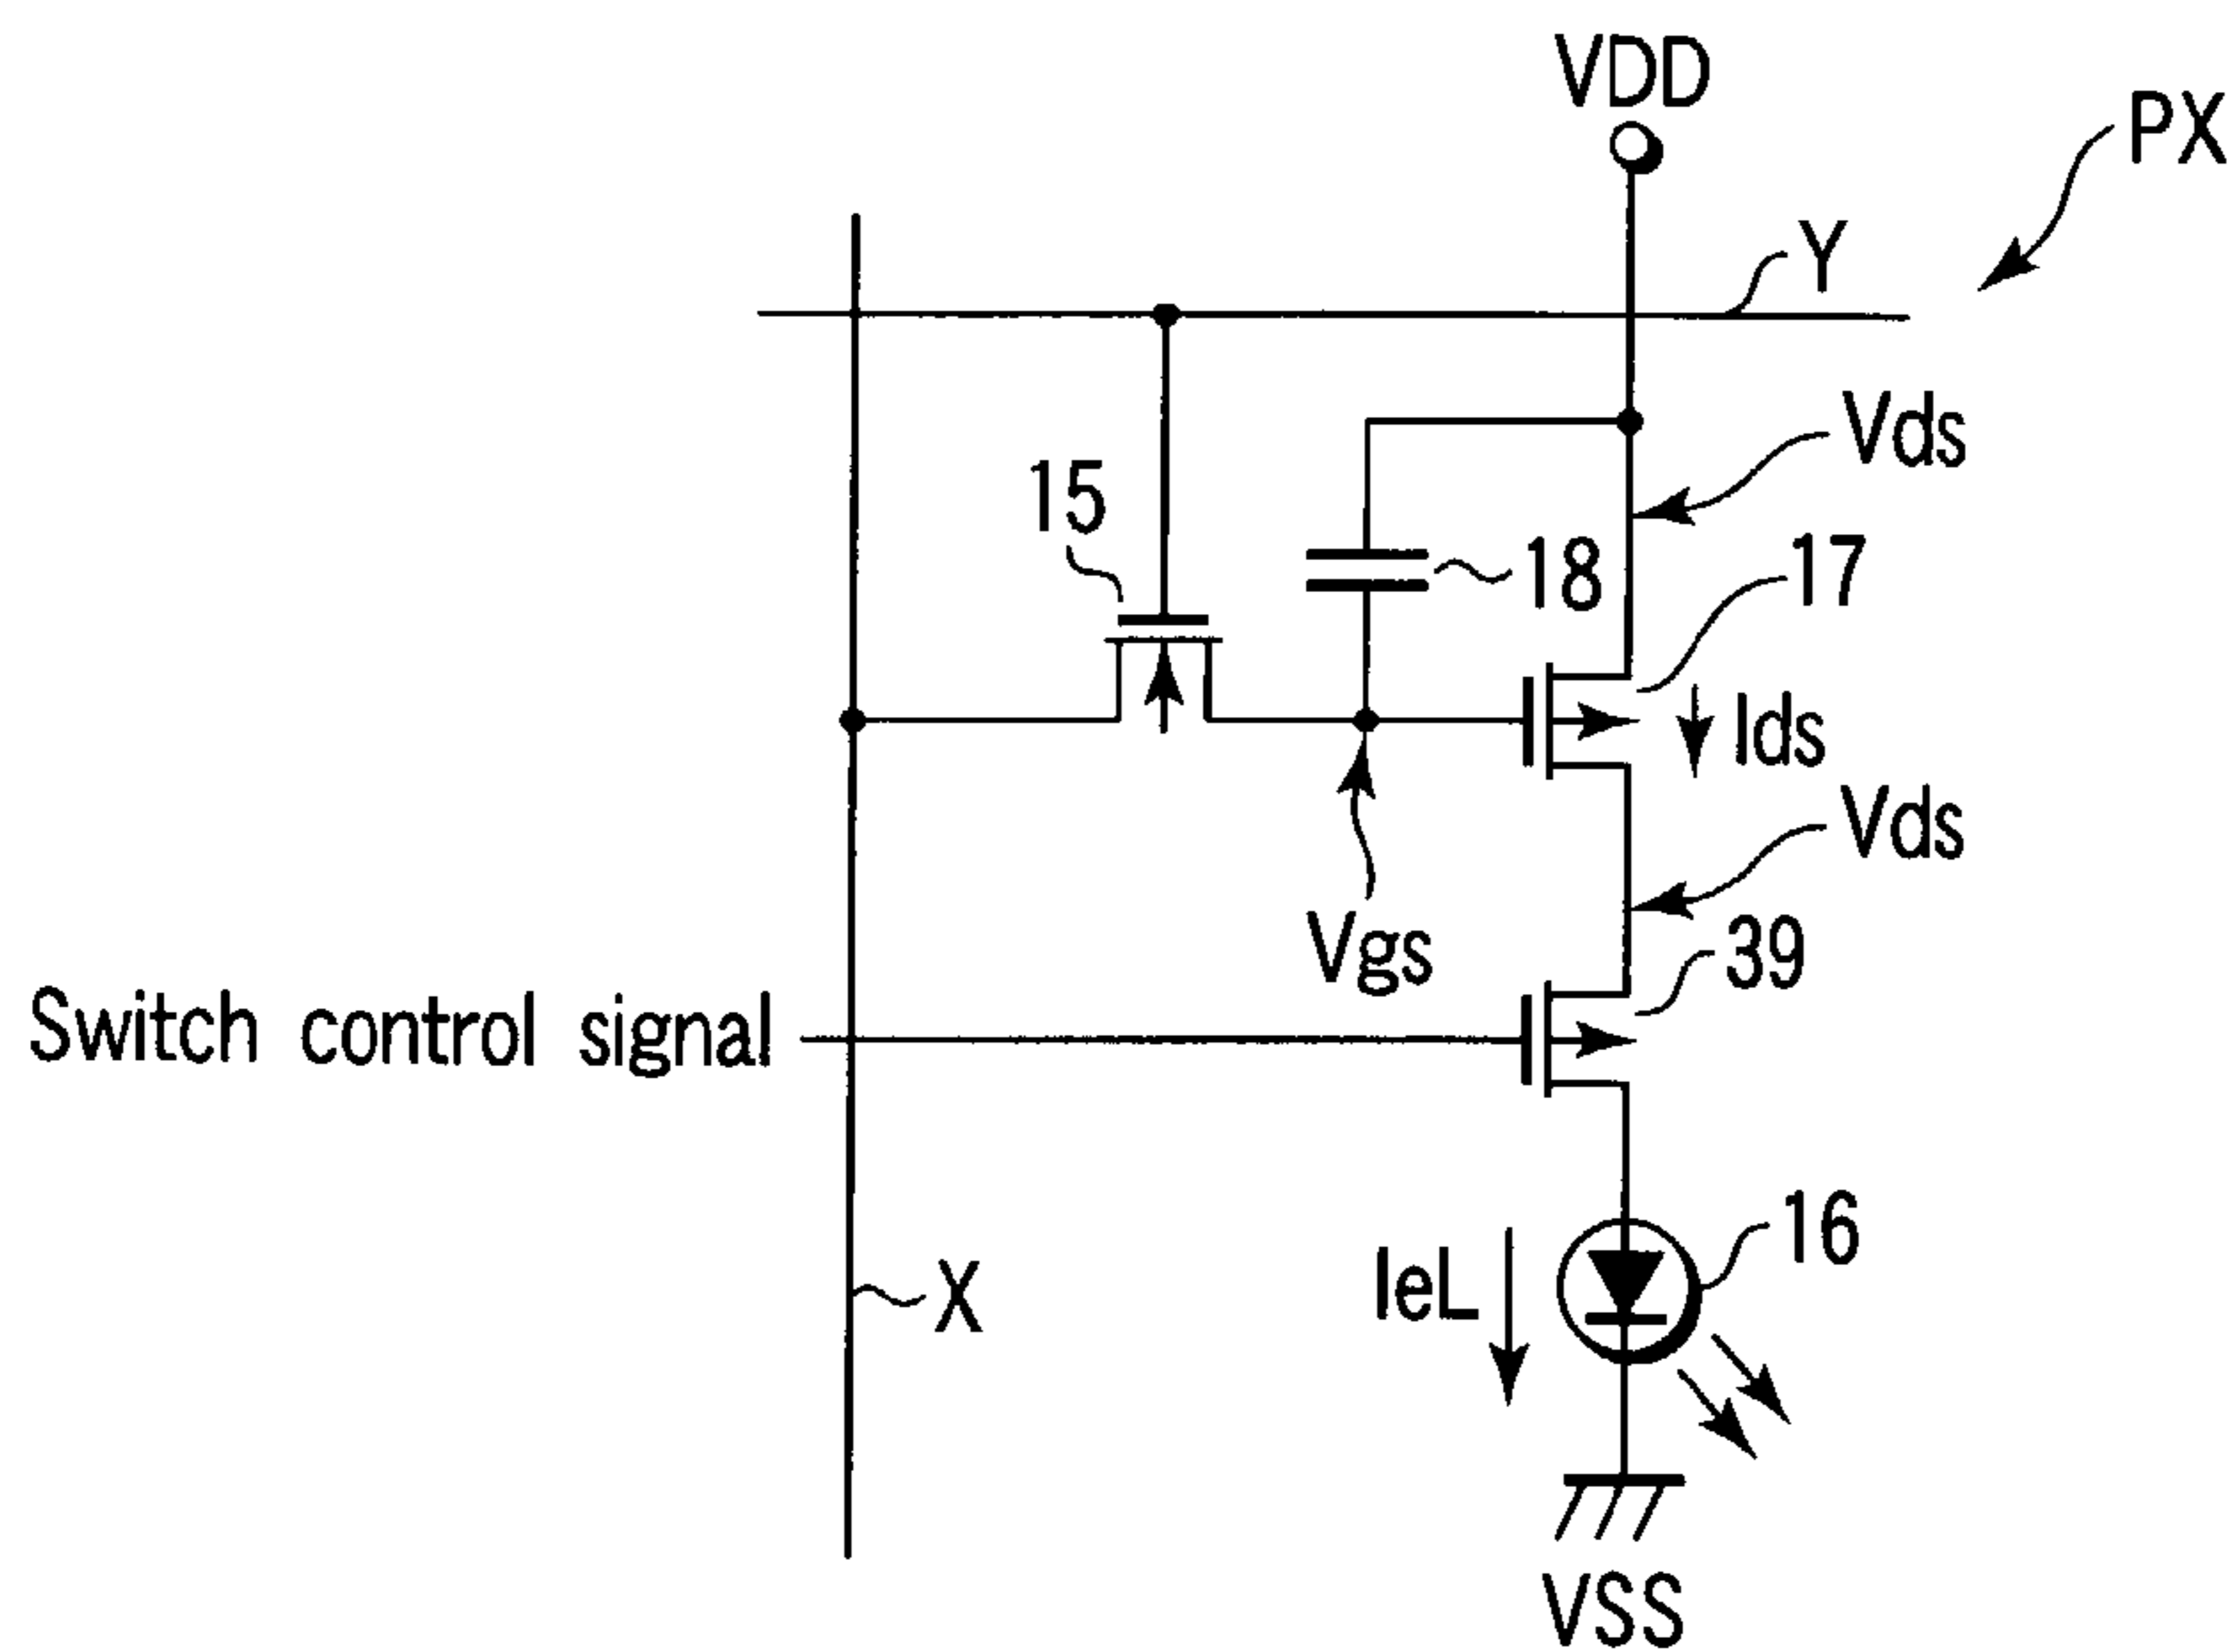 VDD
PX
Y
Vds
15
18
17
Ids
Vds
Vgs
39
Switch control signal
16
IeL
X
VSS